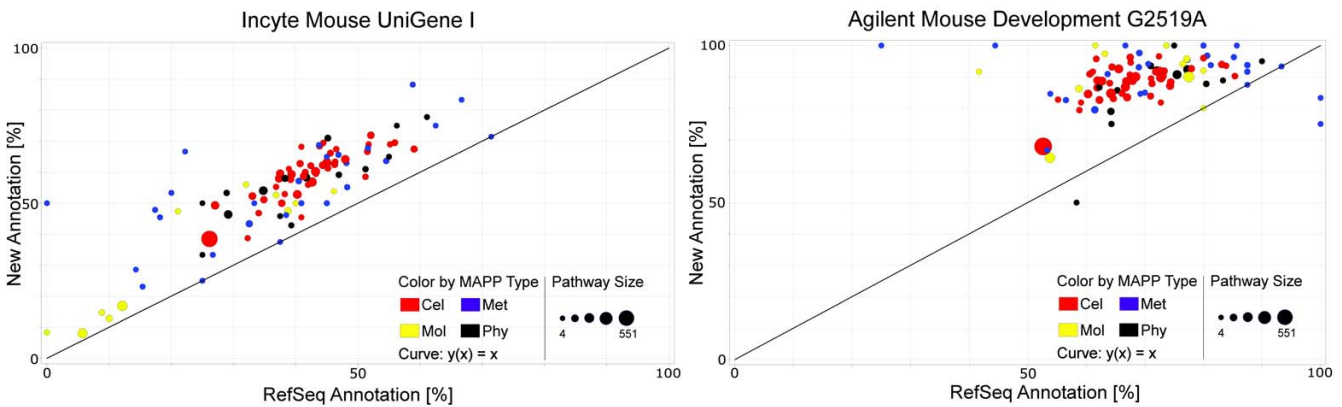 Incyte Mouse UniGene I
100
New Annotation [%]
50
0
0
50
100
RefSeq Annotation [%]
Color by MAPP Type
Cel
Met
Mol
Phy
Curve: y(x) = x
Pathway Size
4
551
Agilent Mouse Development G2519A
100
New Annotation [%]
50
0
0
50
100
RefSeq Annotation [%]
Color by MAPP Type
Cel
Met
Mol
Phy
Curve: y(x) = x
Pathway Size
4
551